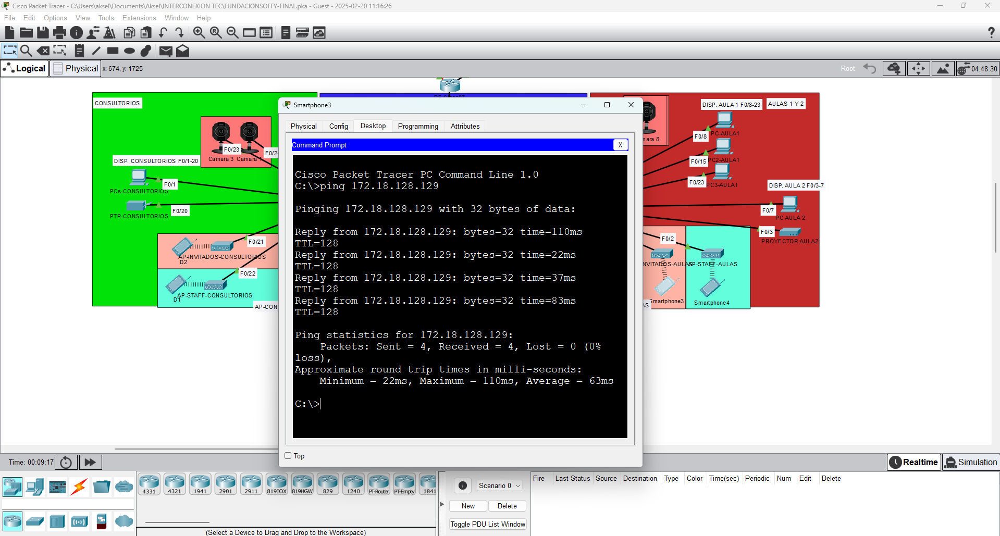 Cisco Packet Tracer - C:\Users\aksel\Documents\Aksel\INTERCONEXION TEC\FUNDACIONSOFFY-FINAL.pka - Guest - 2025-02-20 11:16:26
File Edit Options View Tools Extensions Window Help
Logical Physical x: 674, y: 1725 Root 04:48:30
CONSULTORIOS
F0/23
F0/24
Camara 3 Camara 1
DISP. CONSULTORIOS F0/1-20
F0/1
PCs-CONSULTORIOS
F0/20
PTR-CONSULTORIOS
F0/21
AP-INVITADOS-CONSULTORIOS
D2
F0/22
AP-STAFF-CONSULTORIOS
D1
AP-CON
Smartphone3
Physical Config Desktop Programming Attributes
Command Prompt X
Cisco Packet Tracer PC Command Line 1.0
C:\>ping 172.18.128.129
Pinging 172.18.128.129 with 32 bytes of data:
Reply from 172.18.128.129: bytes=32 time=110ms
TTL=128
Reply from 172.18.128.129: bytes=32 time=22ms
TTL=128
Reply from 172.18.128.129: bytes=32 time=37ms
TTL=128
Reply from 172.18.128.129: bytes=32 time=83ms
TTL=128
Ping statistics for 172.18.128.129:
Packets: Sent = 4, Received = 4, Lost = 0 (0%
loss),
Approximate round trip times in milli-seconds:
Minimum = 22ms, Maximum = 110ms, Average = 63ms
C:\>
Top
mara 8
DISP. AULA 1 F0/8-23 AULAS 1 Y 2
F0/8 PC-AULA1
F0/15 PC2-AULA1
F0/23 PC3-AULA1
DISP. AULA 2 F0/3-7
F0/7
PC AULA 2
F0/3
PROYECTOR AULA2
F0/2
NVITADOS-AULAS
AP-STAFF-AULAS
Smartphone3
Smartphone4
AS
Time: 00:09:17 Realtime Simulation
4331 4321 1941 2901 2911 819IOX 819HGW 829 1240 PT-Router PT-Empty 1841
(Select a Device to Drag and Drop to the Workspace)
Scenario 0
New Delete
Toggle PDU List Window
Fire Last Status Source Destination Type Color Time(sec) Periodic Num Edit Delete